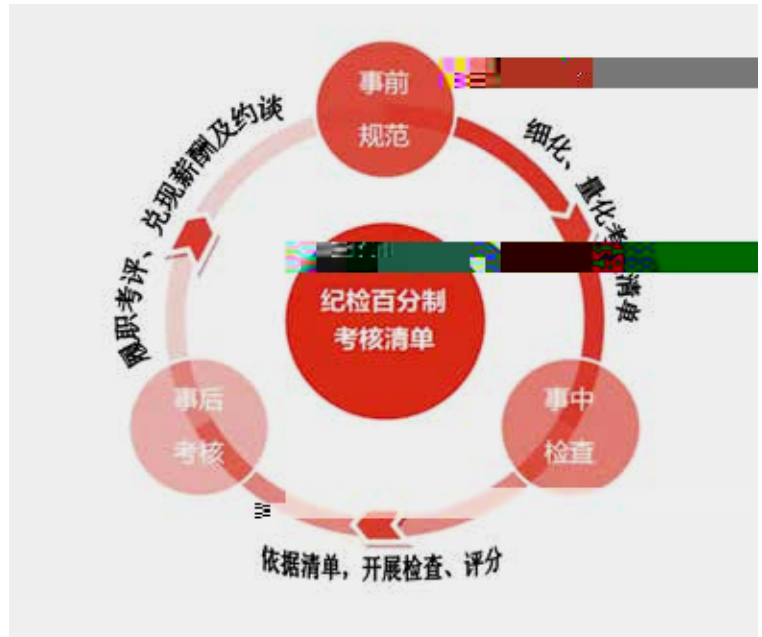 事前
规范
细化、量化 清单
纪检百分制
考核清单
事中
检查
依据清单，开展检查、评分
事后
考核
履职考评、兑现薪酬及约谈